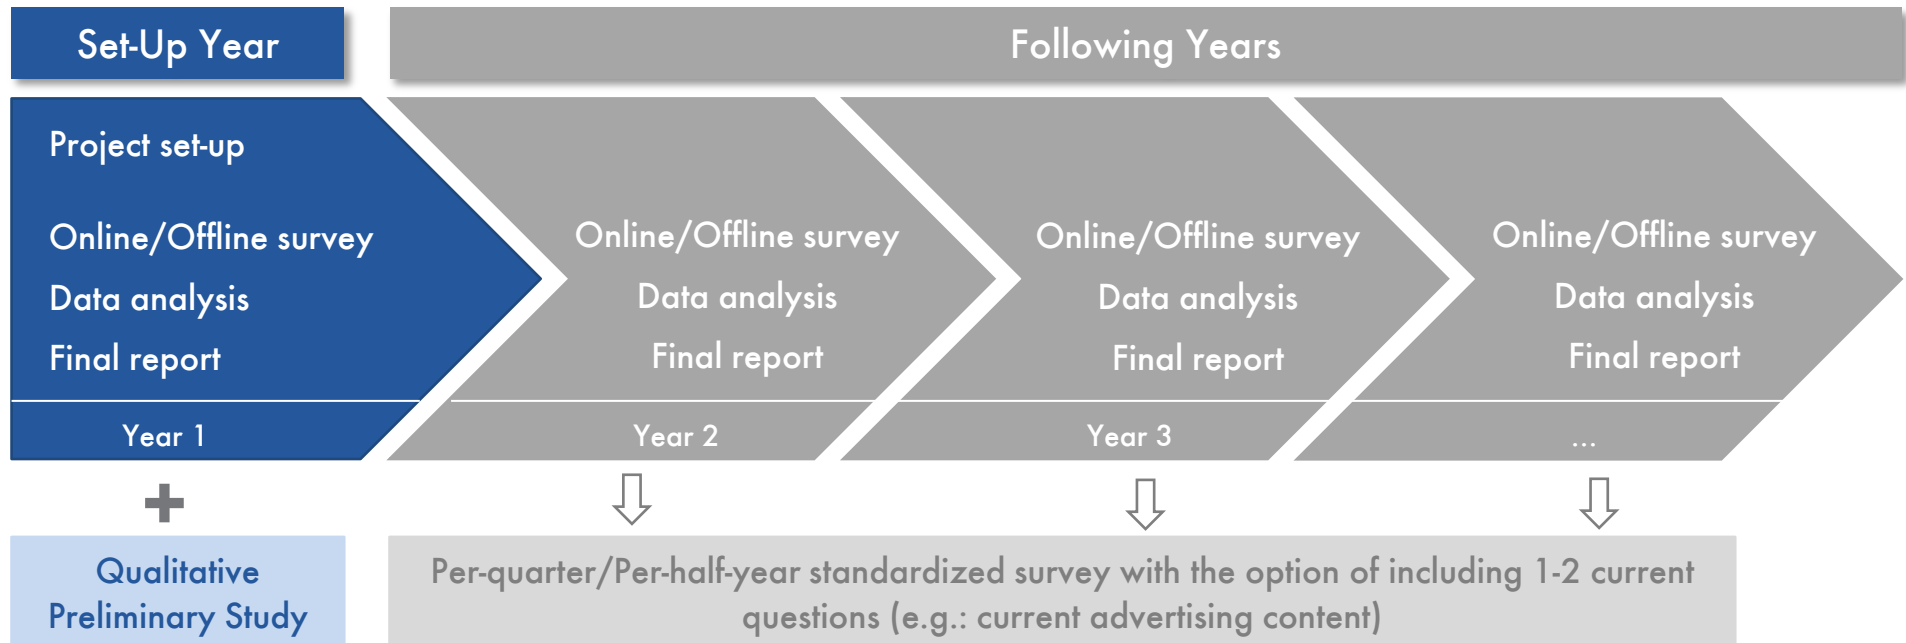 Set-Up Year
Following Years
Project set-up
Online/Offline survey
Data analysis
Final report
Year 1
Online/Offline survey
Data analysis
Final report
Year 2
Online/Offline survey
Data analysis
Final report
Year 3
Online/Offline survey
Data analysis
Final report
...
Qualitative
Preliminary Study
Per-quarter/Per-half-year standardized survey with the option of including 1-2 current
questions (e.g.: current advertising content)